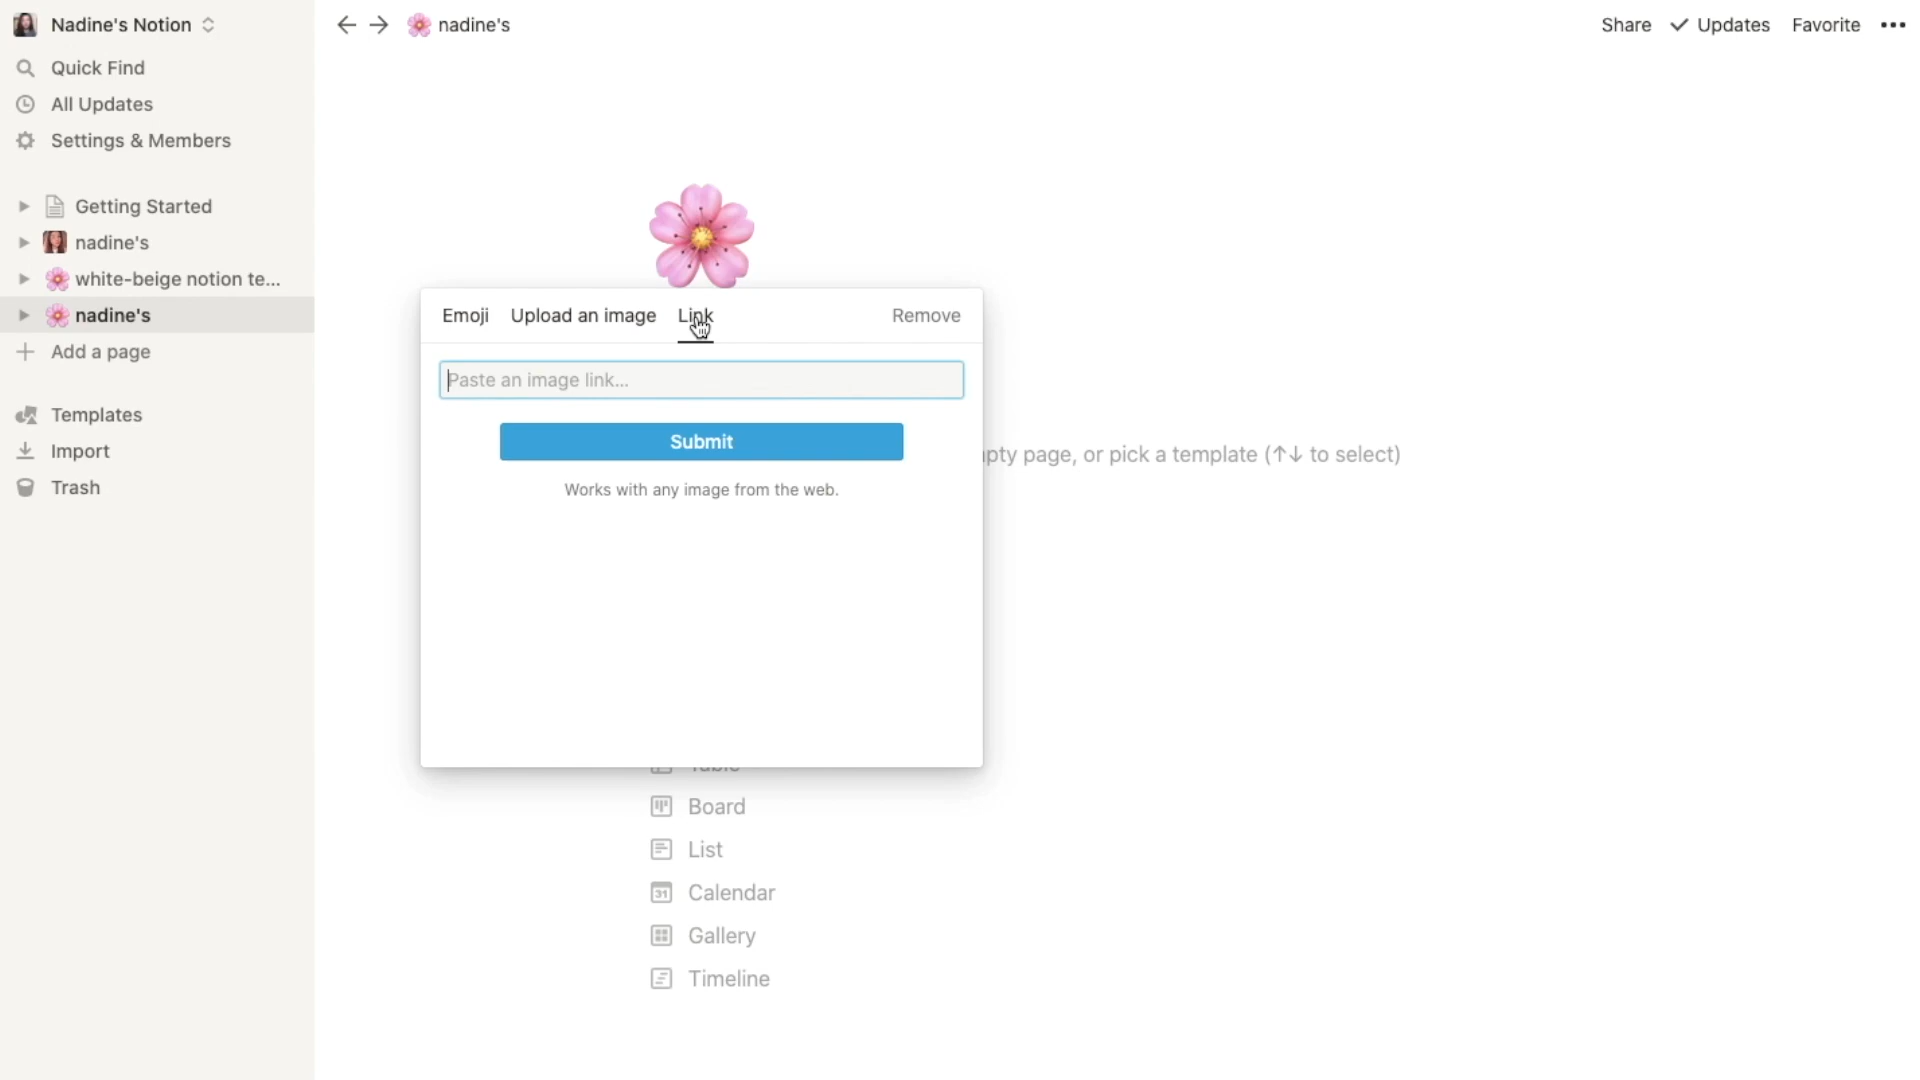 Nadine's Notion
Quick Find
All Updates
Settings & Members
Getting Started
nadine's
white-beige notion te...
nadine's
Add a page
Templates
Import
Trash
nadine's
Share
Updates
Favorite
Emoji
Upload an image
Link
Remove
Paste an image link...
Submit
Works with any image from the web.
page, or pick a template (↑↓ to select)
Board
List
31
Calendar
Gallery
Timeline